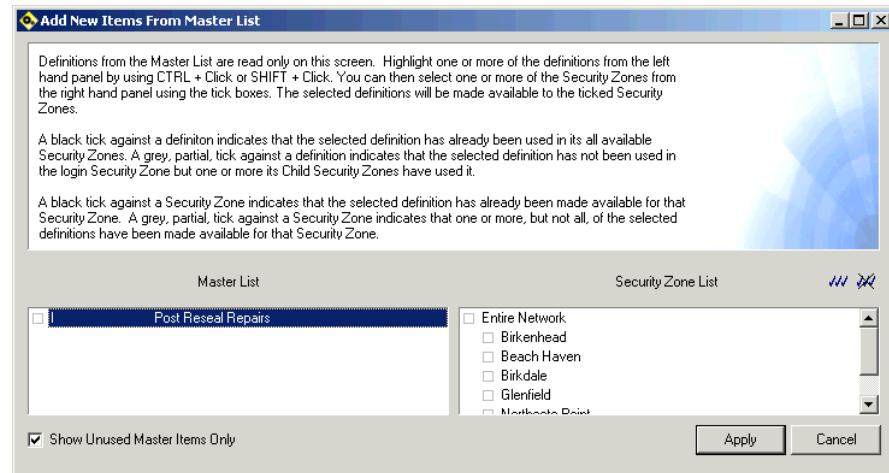 Add New Items From Master List
Definitions from the Master List are read only on this screen. Highlight one or more of the definitions from the left
hand panel by using CTRL + Click or SHIFT + Click. You can then select one or more of the Security Zones from
the right hand panel using the tick boxes. The selected definitions will be made available to the ticked Security
Zones.
A black tick against a definiton indicates that the selected definition has already been used in its all available
Security Zones. A grey, partial, tick against a definition indicates that the selected definition has not been used in
the login Security Zone but one or more its Child Security Zones have used it.
A black tick against a Security Zone indicates that the selected definition has already been made available for that
Security Zone. A grey, partial, tick against a Security Zone indicates that one or more, but not all, of the selected
definitions have been made available for that Security Zone.
Master List
Security Zone List
I Post Reseal Repairs
Entire Network
Birkenhead
Beach Haven
Birkdale
Glenfield
Show Unused Master Items Only
Apply
Cancel